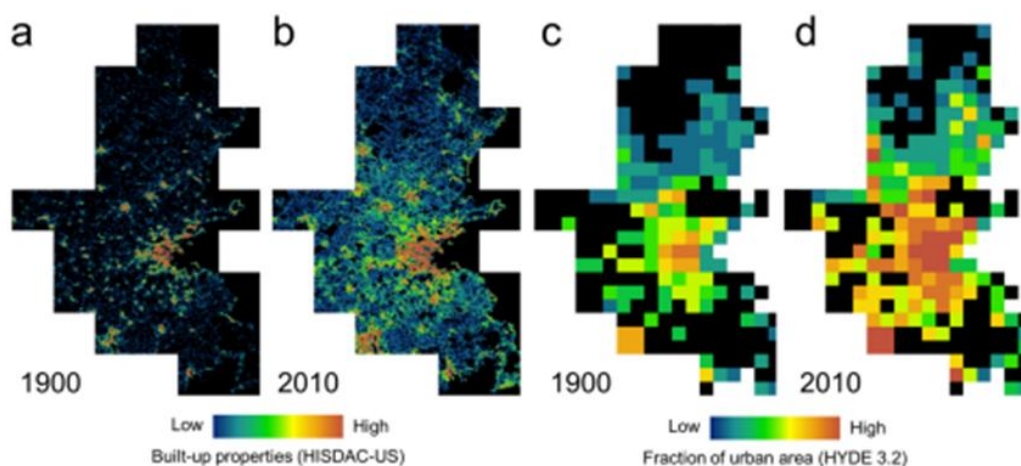 a b c d
1900 2010 1900 2010
Low High Low High
Built-up properties (HISDAC-US) Fraction of urban area (HYDE 3.2)